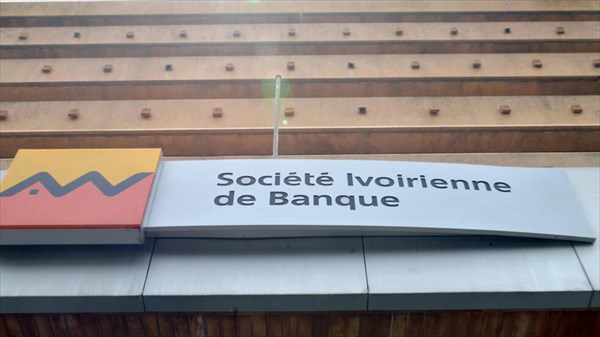 Société Ivoirienne
de Banque